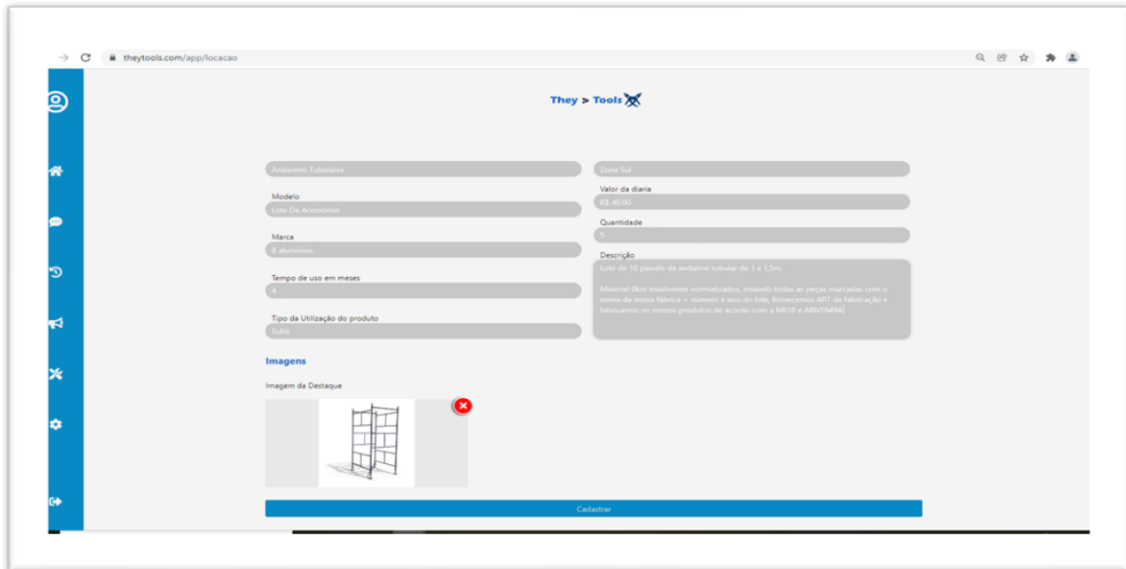 theytools.com/app/locacao
They > Tools
Andaimes Tubulares
Modelo
Lote De Acessórios
Marca
B aluminios
Tempo de uso em meses
4
Tipo da Utilização do produto
Subir
Zona Sul
Valor da diaria
R$ 40,00
Quantidade
5
Descrição
Lote de 10 painéis de andaime tubular de 1 x 1,5m.
Material 0km totalmente normatizados, estando todas as peças marcadas com o
nome da nossa fábrica + número e ano do lote, fornecemos ART de fabricação e
fabricamos os nossos produtos de acordo com a NR18 e ABNT6494
Imagens
Imagem da Destaque
Cadastrar